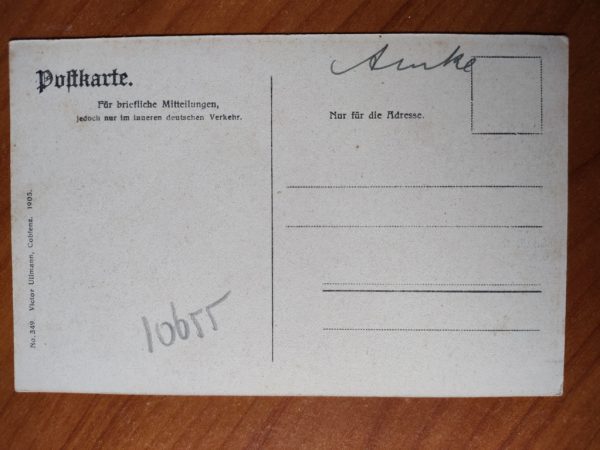 Postkarte.
Für briefliche Mitteilungen,
jedoch nur im inneren deutschen Verkehr.
Nur für die Adresse.
No. 349. Victor Ullmann, Coblenz. 1905.
10655